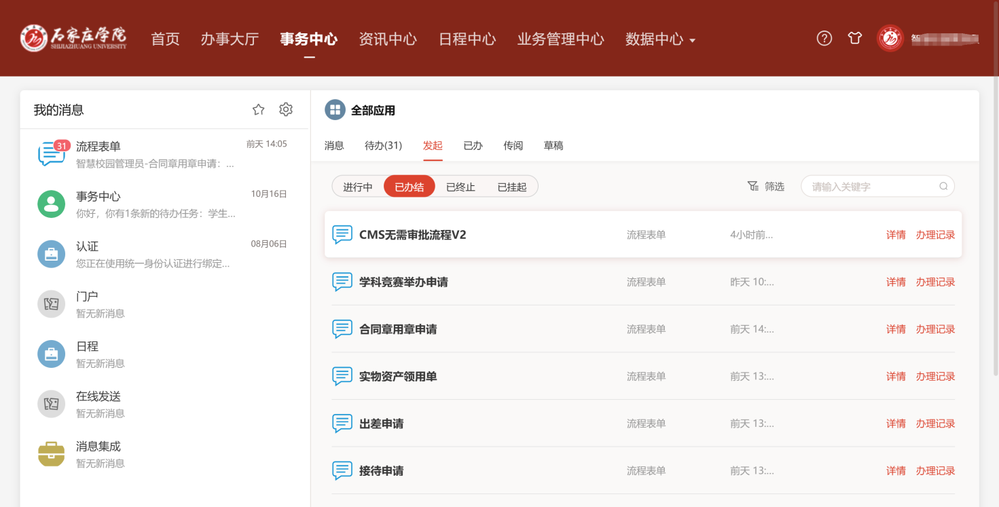 石家庄学院
SHIJIAZHUANG UNIVERSITY
首页 办事大厅 事务中心 资讯中心 日程中心 业务管理中心 数据中心
智
我的消息
31
流程表单 前天 14:05
智慧校园管理员-合同章用章申请：...
事务中心 10月16日
你好，你有1条新的待办任务：学生...
认证 08月06日
您正在使用统一身份认证进行绑定...
门户
暂无新消息
日程
暂无新消息
在线发送
暂无新消息
消息集成
暂无新消息
全部应用
消息 待办(31) 发起 已办 传阅 草稿
进行中 已办结 已终止 已挂起 筛选 请输入关键字
CMS无需审批流程V2 流程表单 4小时前... 详情 办理记录
学科竞赛举办申请 流程表单 昨天 10:... 详情 办理记录
合同章用章申请 流程表单 前天 14:... 详情 办理记录
实物资产领用单 流程表单 前天 13:... 详情 办理记录
出差申请 流程表单 前天 13:... 详情 办理记录
接待申请 流程表单 前天 13:... 详情 办理记录